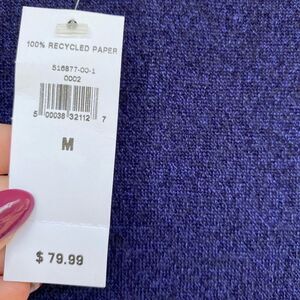 100% RECYCLED PAPER
516877-00-1
0002
5 00038 32112 7
M
$ 79.99